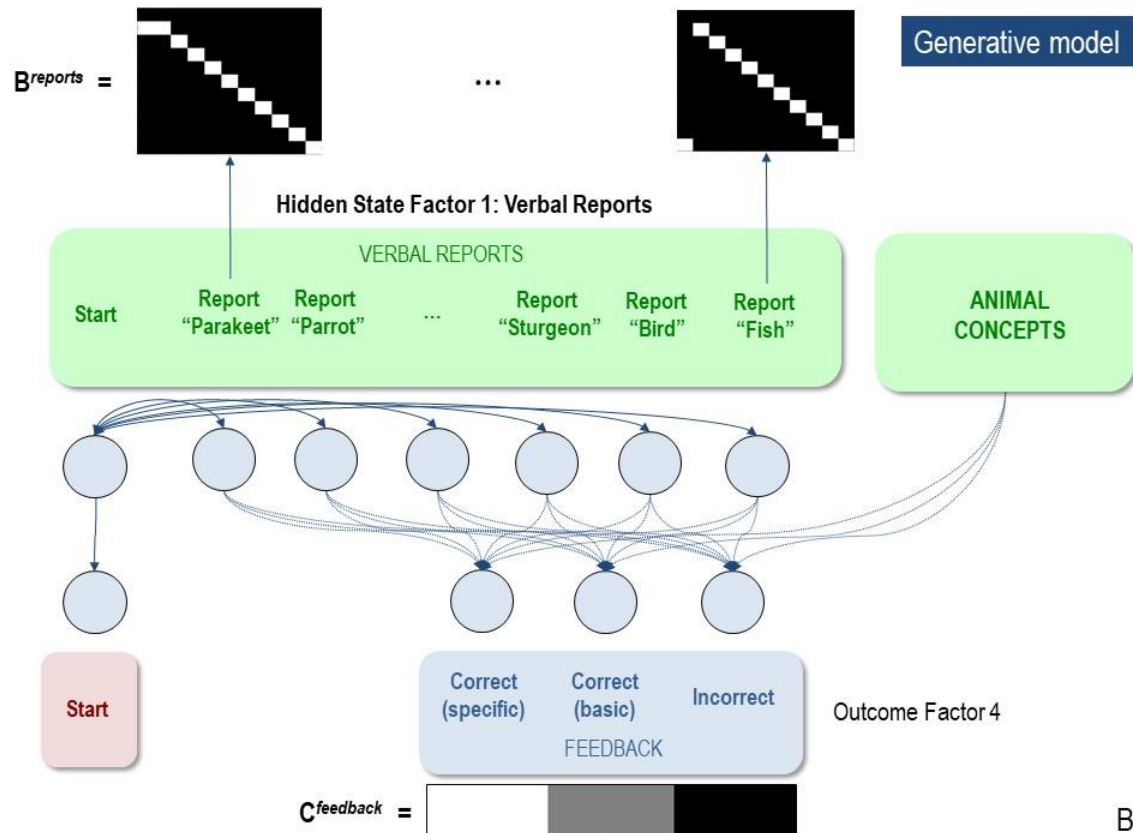 Generative model
B^reports =
...
Hidden State Factor 1: Verbal Reports
VERBAL REPORTS
Start
Report
“Parakeet”
Report
“Parrot”
...
Report
“Sturgeon”
Report
“Bird”
Report
“Fish”
ANIMAL
CONCEPTS
Start
Correct
(specific)
Correct
(basic)
Incorrect
FEEDBACK
Outcome Factor 4
C^feedback =
B